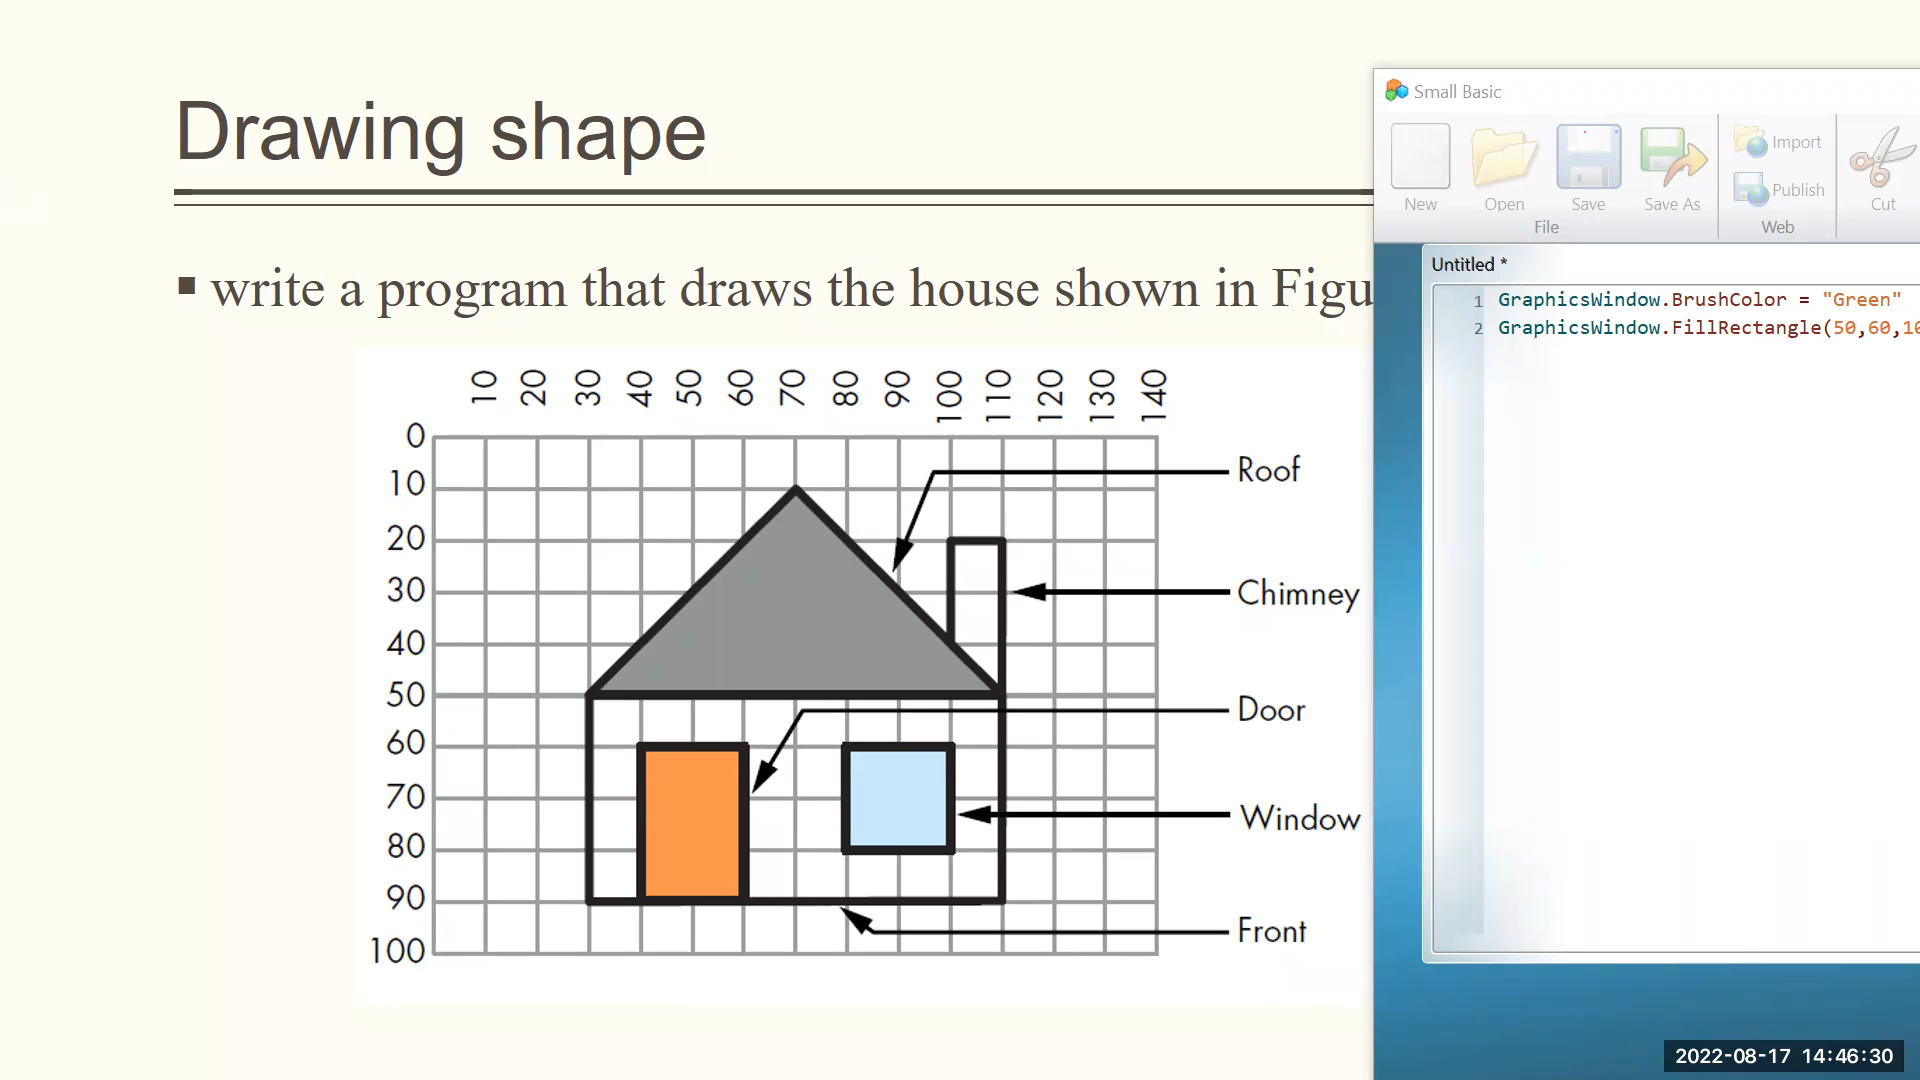 Drawing shape
▪ write a program that draws the house shown in Figu
10 20 30 40 50 60 70 80 90 100 110 120 130 140
0
10
20
30
40
50
60
70
80
90
100
Roof
Chimney
Door
Window
Front
Small Basic
New Open Save Save As
Import
Publish
Cut
File Web
Untitled *
1 GraphicsWindow.BrushColor = "Green"
2 GraphicsWindow.FillRectangle(50,60,10
2022-08-17 14:46:30